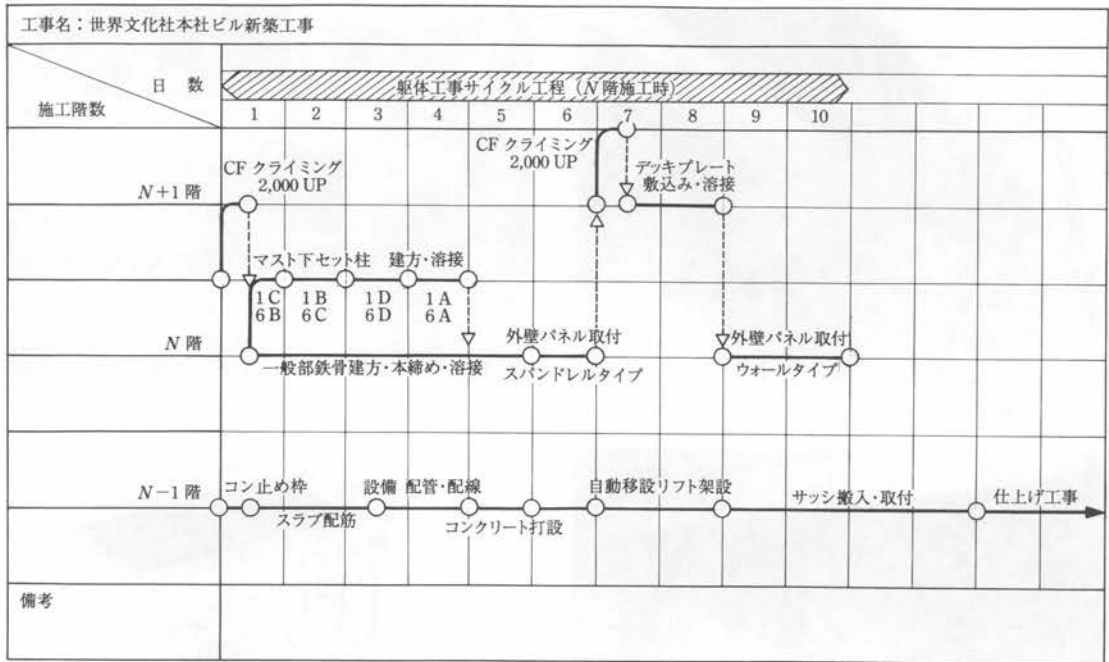 工事名：世界文化社本社ビル新築工事
日 数
施工階数
躯体工事サイクル工程（N階施工時）
1 2 3 4 5 6 7 8 9 10
CF クライミング
2,000 UP
CF クライミング
2,000 UP
デッキプレート
敷込み・溶接
N＋1 階
マスト下セット柱 建方・溶接
1C 1B 1D 1A
6B 6C 6D 6A
N 階
外壁パネル取付
外壁パネル取付
一般部鉄骨建方・本締め・溶接
スパンドレルタイプ
ウォールタイプ
N－1 階
コン止め枠
設備 配管・配線
自動移設リフト架設
サッシ搬入・取付
仕上げ工事
スラブ配筋
コンクリート打設
備考